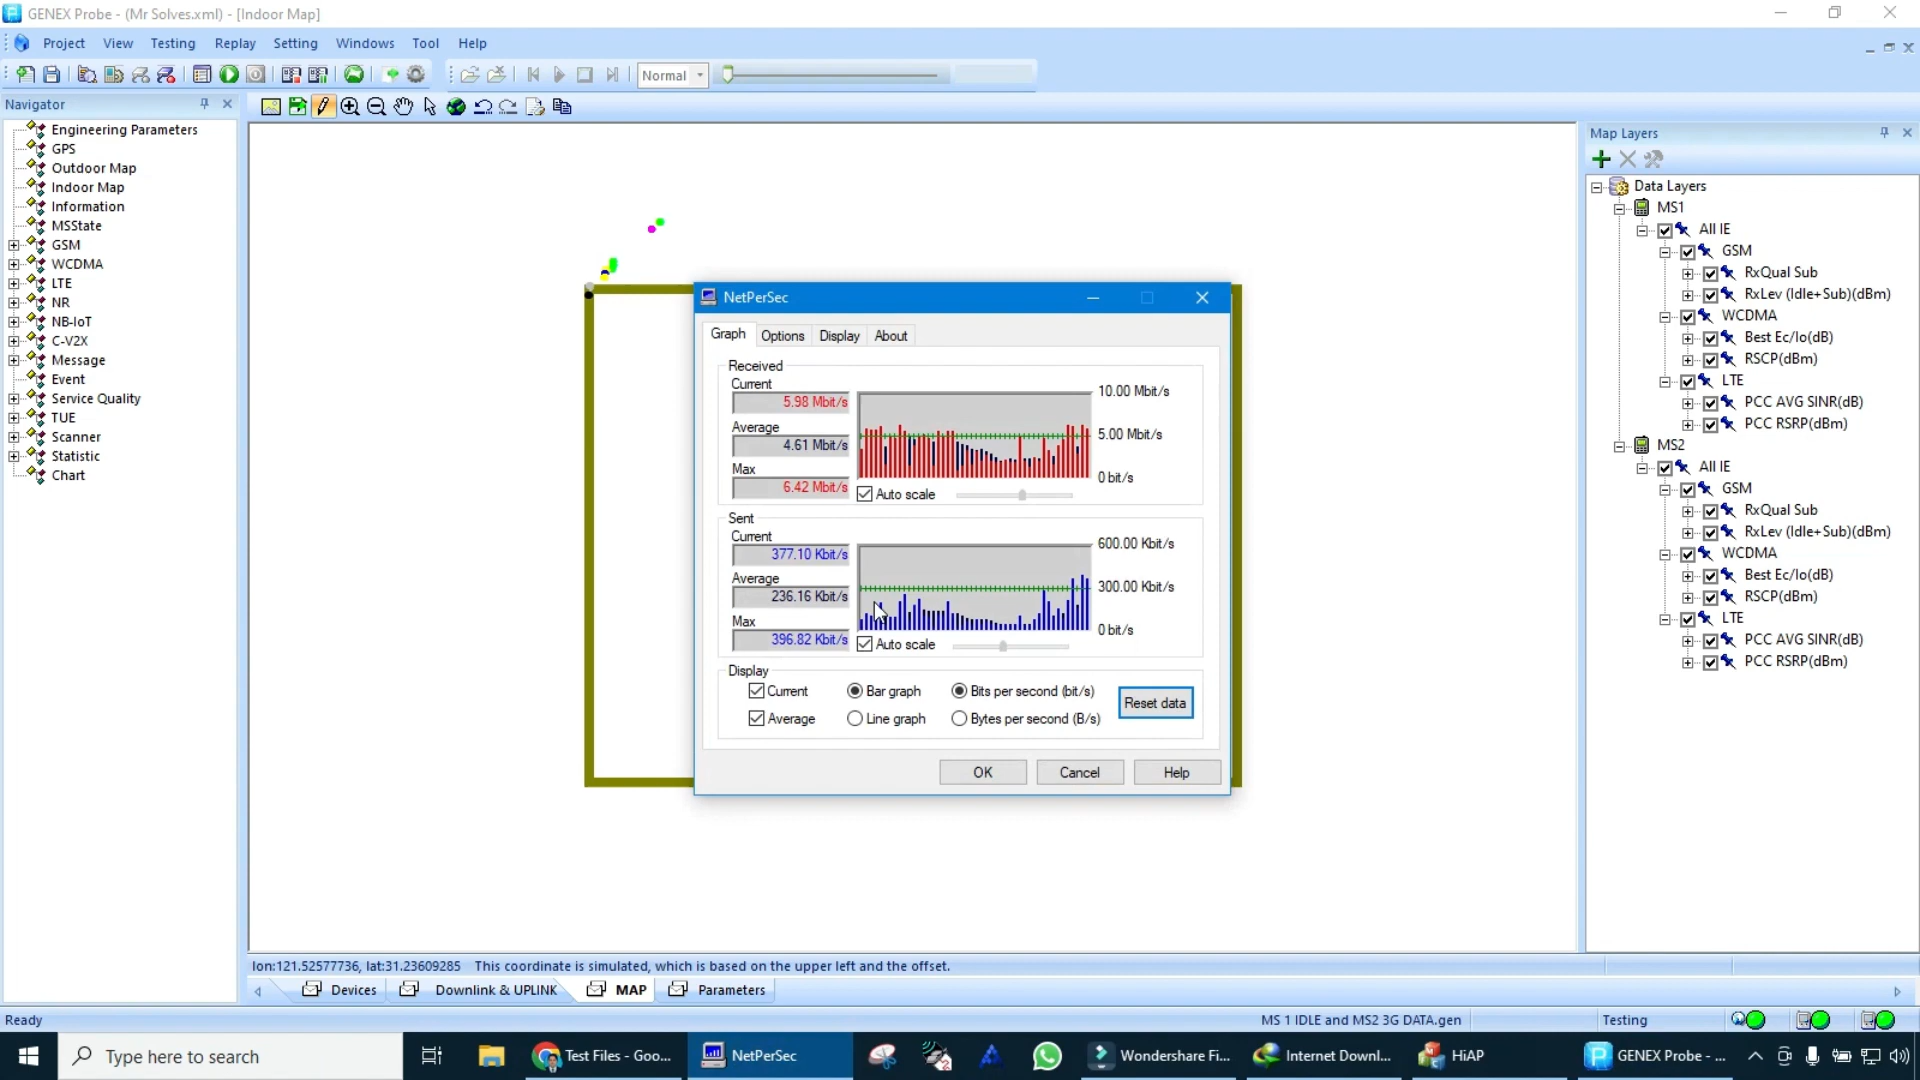 GENEX Probe - (Mr Solves.xml) - [Indoor Map]
Project View Testing Replay Setting Windows Tool Help
Normal
Navigator
Engineering Parameters
GPS
Outdoor Map
Indoor Map
Information
MSState
GSM
WCDMA
LTE
NR
NB-IoT
C-V2X
Message
Event
Service Quality
TUE
Scanner
Statistic
Chart
NetPerSec
Graph Options Display About
Received
Current
5.98 Mbit/s
Average
4.61 Mbit/s
Max
6.42 Mbit/s
10.00 Mbit/s
5.00 Mbit/s
0 bit/s
Auto scale
Sent
Current
377.10 Kbit/s
Average
236.16 Kbit/s
Max
396.82 Kbit/s
600.00 Kbit/s
300.00 Kbit/s
0 bit/s
Auto scale
Display
Current Bar graph Bits per second (bit/s)
Average Line graph Bytes per second (B/s)
Reset data
OK Cancel Help
Map Layers
Data Layers
MS1
All IE
GSM
RxQual Sub
RxLev (Idle+Sub)(dBm)
WCDMA
Best Ec/Io(dB)
RSCP(dBm)
LTE
PCC AVG SINR(dB)
PCC RSRP(dBm)
MS2
All IE
GSM
RxQual Sub
RxLev (Idle+Sub)(dBm)
WCDMA
Best Ec/Io(dB)
RSCP(dBm)
LTE
PCC AVG SINR(dB)
PCC RSRP(dBm)
lon:121.52577736, lat:31.23609285 This coordinate is simulated, which is based on the upper left and the offset.
Devices Downlink & UPLINK MAP Parameters
Ready MS 1 IDLE and MS2 3G DATA.gen Testing
Type here to search Test Files - Goo... NetPerSec Wondershare Fi... Internet Downl... HiAP GENEX Probe - ...